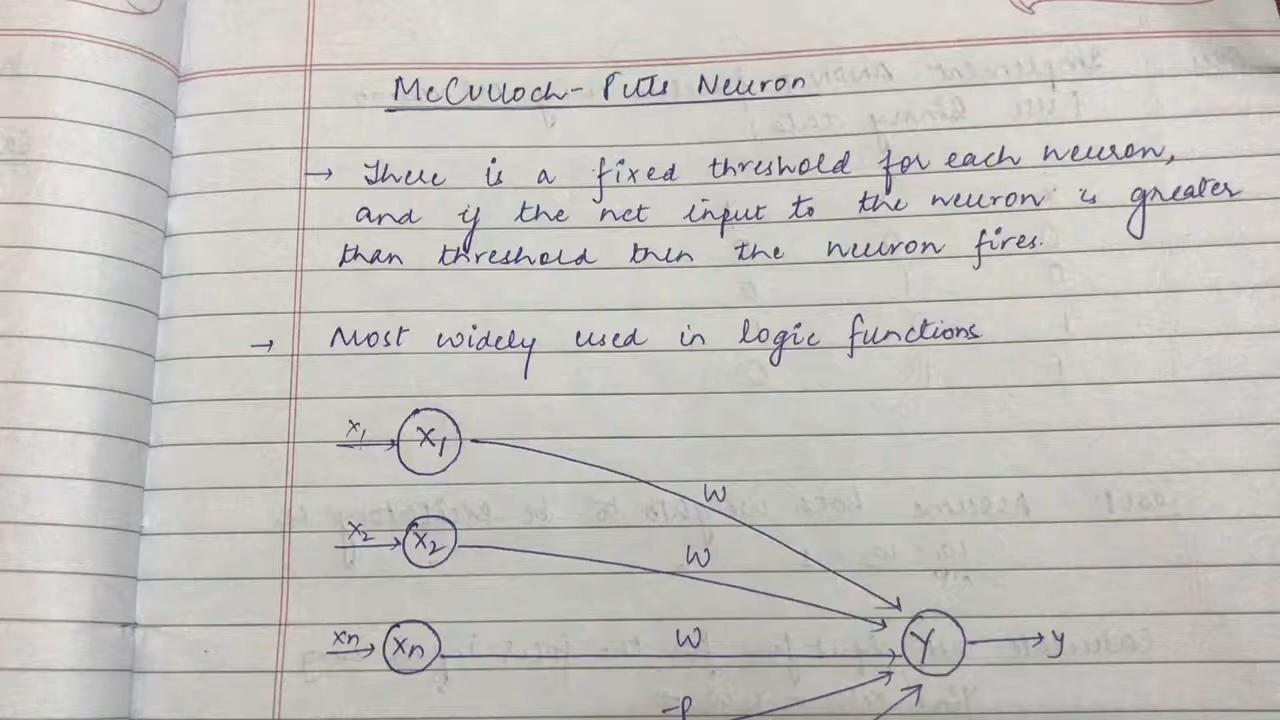 McCulloch-Pitts Neuron
→ There is a fixed threshold for each neuron,
and if the net input to the neuron is greater
than threshold then the neuron fires.
→ Most widely used in logic functions
x1 X1
w
x2 X2
w
xn Xn
w
Y y
-p